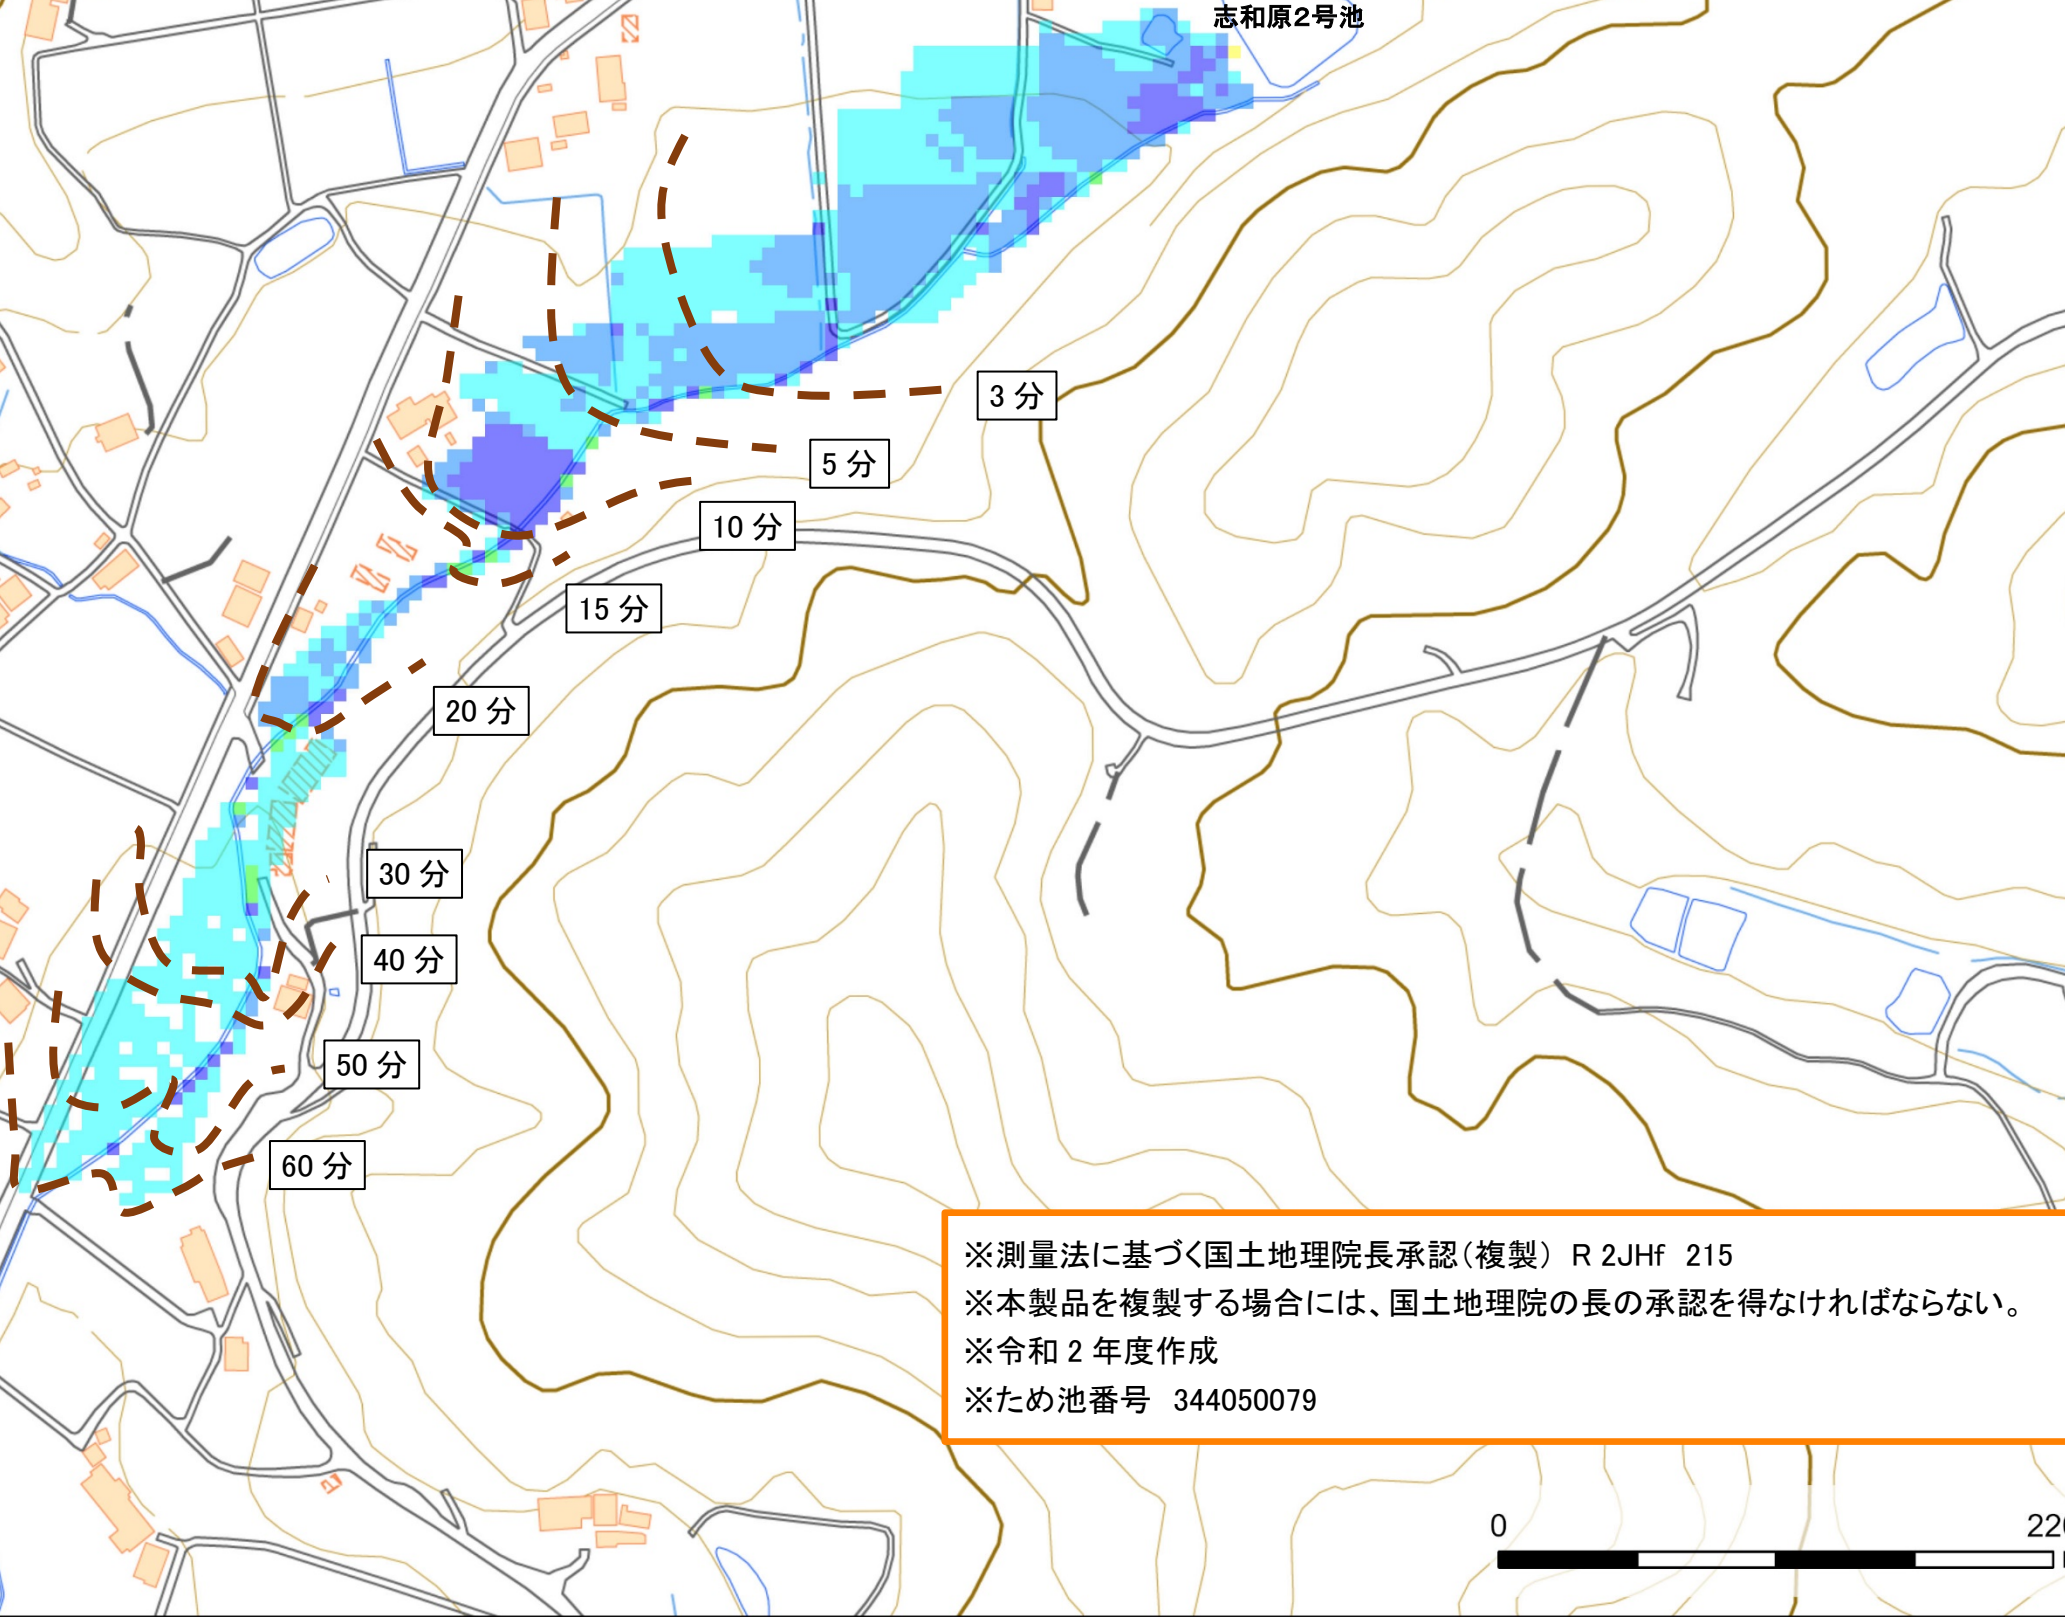 志和原2号池
3 分
5 分
10 分
15 分
20 分
30 分
40 分
50 分
60 分
※測量法に基づく国土地理院長承認（複製） R 2JHf 215
※本製品を複製する場合には、国土地理院の長の承認を得なければならない。
※令和 2 年度作成
※ため池番号 344050079
0